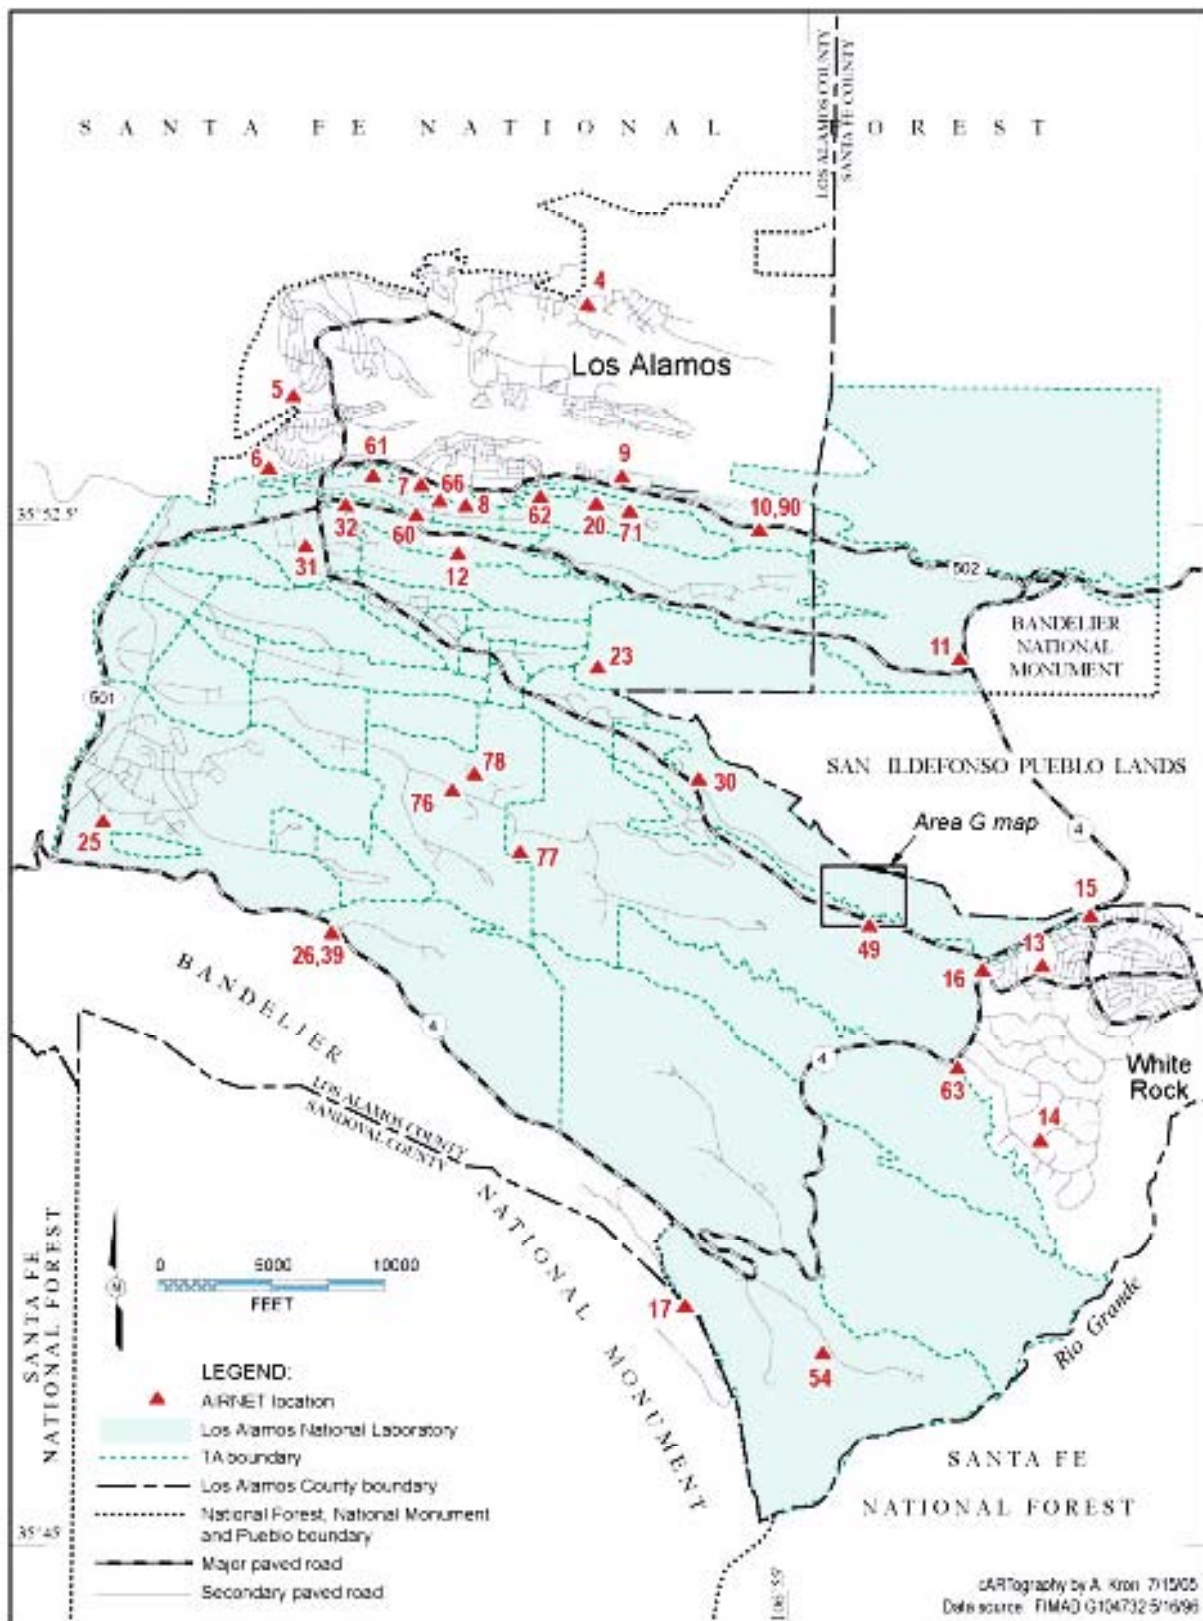 LOS ALAMOS COUNTY
SANTA FE COUNTY
SANTA FE NATIONAL FOREST
4
Los Alamos
5
61
9
6
7
66
8
62
20
71
10,90
35°52.5'
32
60
31
12
502
11
BANDELIER
NATIONAL
MONUMENT
23
501
78
30
SAN ILDEFONSO PUEBLO LANDS
76
Area G map
4
25
77
15
49
13
26,39
16
BANDELIER
NATIONAL MONUMENT
4
4
White
Rock
63
LOS ALAMOS COUNTY
SANDOVAL COUNTY
14
SANTA FE
NATIONAL FOREST
N
0 5000 10000
FEET
17
Rio Grande
54
LEGEND:
AIRNET location
Los Alamos National Laboratory
TA boundary
Los Alamos County boundary
National Forest, National Monument
and Pueblo boundary
Major paved road
Secondary paved road
SANTA FE
NATIONAL FOREST
35°45'
106°55'
cARTography by A. Kron 7/15/05
Data source: FIMAD G104732 5/16/96